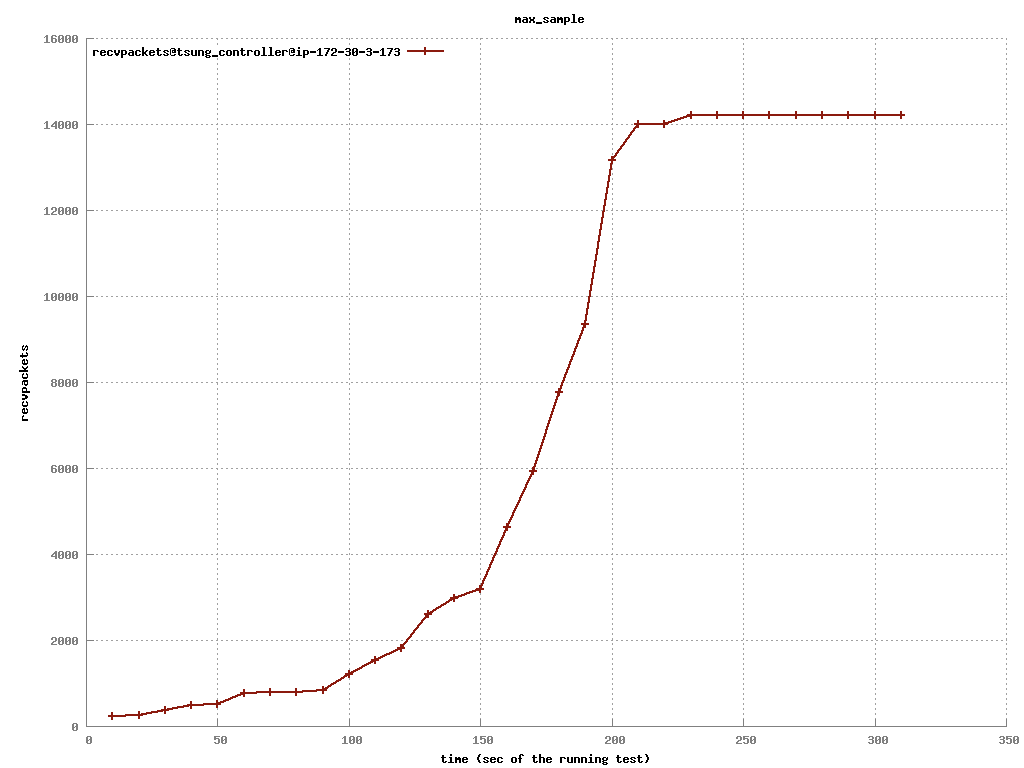 max_sample
16000
recvpackets@tsung_controller@ip-172-30-3-173
14000
12000
10000
8000
recvpackets
6000
4000
2000
0
0 50 100 150 200 250 300 350
time (sec of the running test)